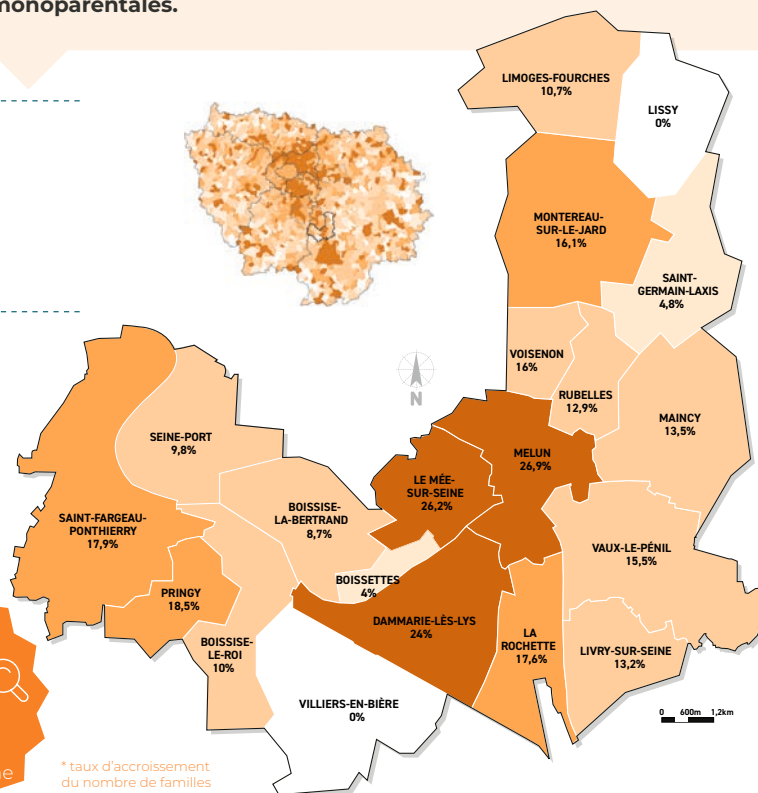 monoparentales.
LIMOGES-FOURCHES
10,7%
LISSY
0%
MONTEREAU-
SUR-LE-JARD
16,1%
SAINT-
GERMAIN-LAXIS
4,8%
VOISENON
16%
RUBELLES
12,9%
MAINCY
13,5%
N
SEINE-PORT
9,8%
MELUN
26,9%
LE MÉE-
SUR-SEINE
26,2%
BOISSISE-
LA-BERTRAND
8,7%
SAINT-FARGEAU-
PONTHIERRY
17,9%
VAUX-LE-PÉNIL
15,5%
BOISSETTES
4%
PRINGY
18,5%
DAMMARIE-LÈS-LYS
24%
LA
ROCHETTE
17,6%
BOISSISE-
LE-ROI
10%
LIVRY-SUR-SEINE
13,2%
VILLIERS-EN-BIÈRE
0%
0 600m 1,2km
* taux d'accroissement
du nombre de familles